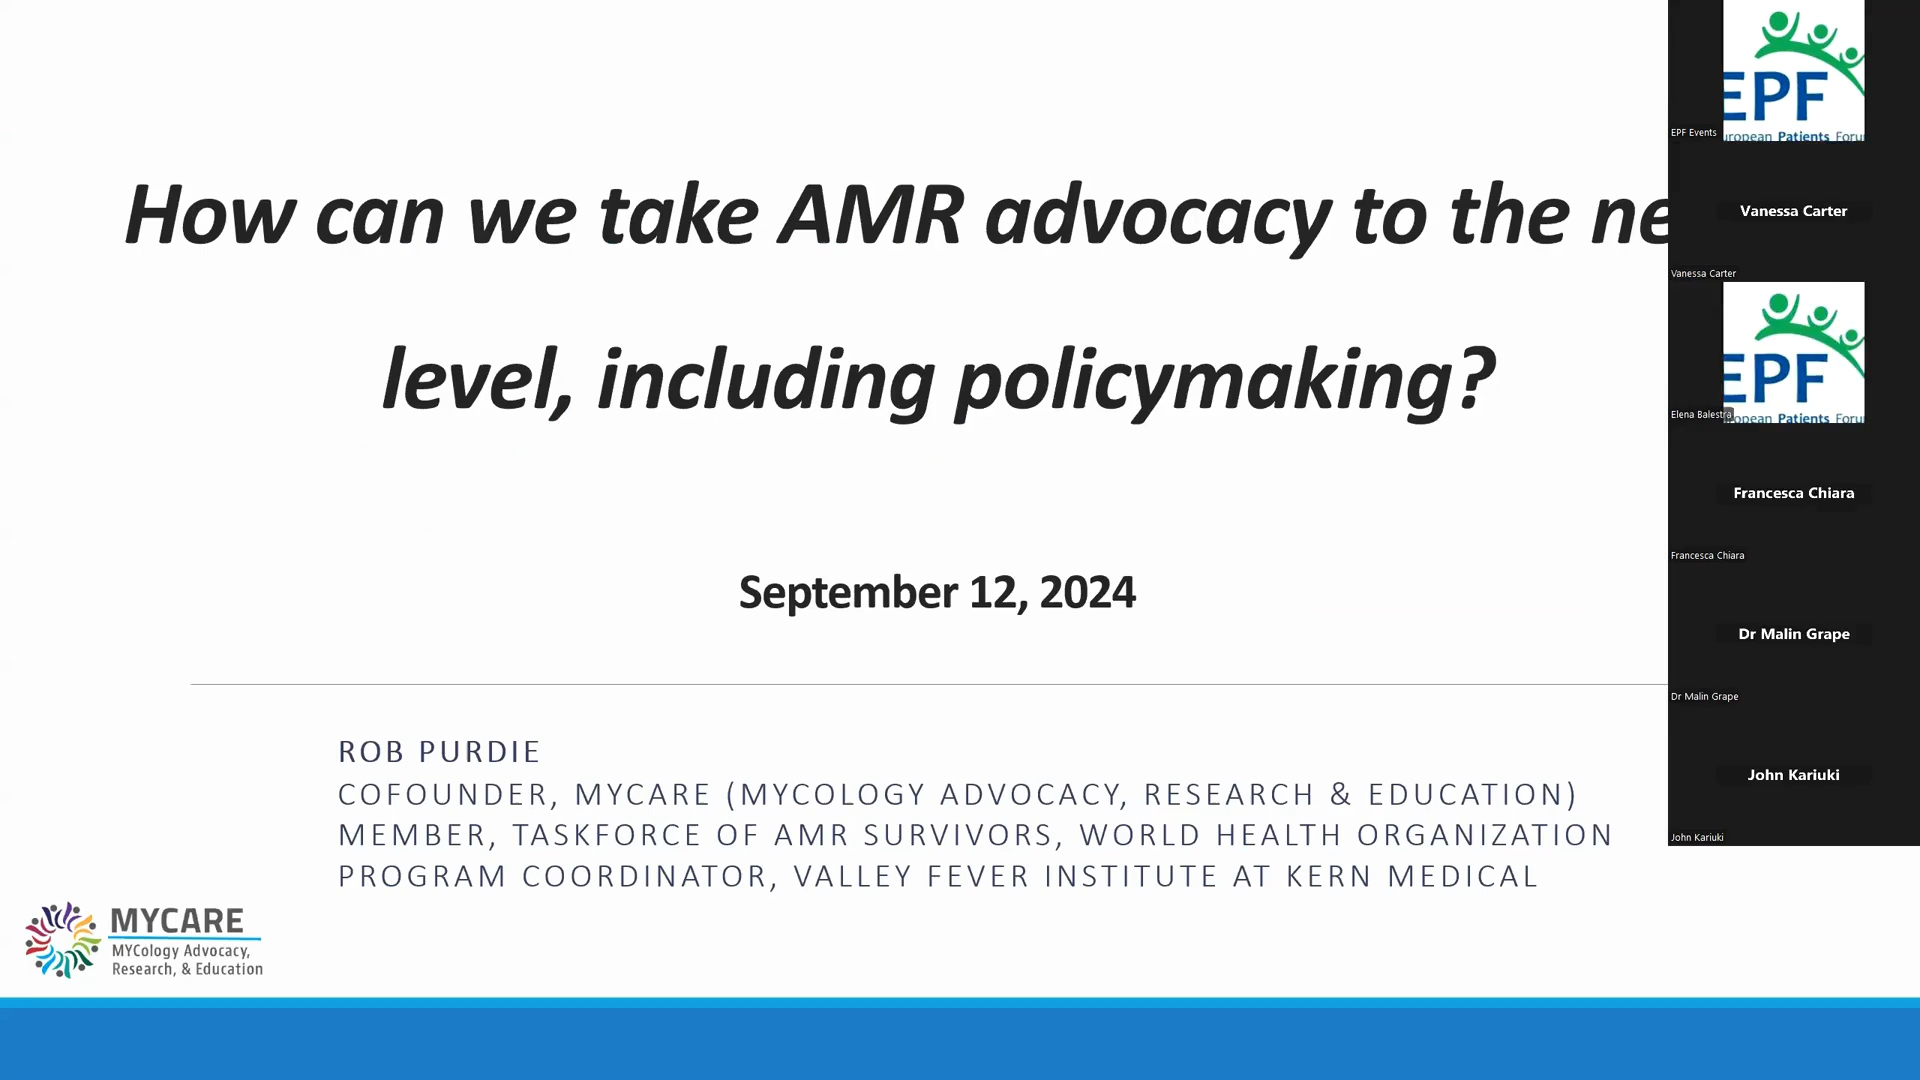 How can we take AMR advocacy to the ne
level, including policymaking?
September 12, 2024
ROB PURDIE
COFOUNDER, MYCARE (MYCOLOGY ADVOCACY, RESEARCH & EDUCATION)
MEMBER, TASKFORCE OF AMR SURVIVORS, WORLD HEALTH ORGANIZATION
PROGRAM COORDINATOR, VALLEY FEVER INSTITUTE AT KERN MEDICAL
MYCARE
MYCology Advocacy,
Research, & Education
EPF
uropean Patients Foru
EPF Events
Vanessa Carter
Vanessa Carter
EPF
opean Patients Foru
Elena Balestra
Francesca Chiara
Francesca Chiara
Dr Malin Grape
Dr Malin Grape
John Kariuki
John Kariuki